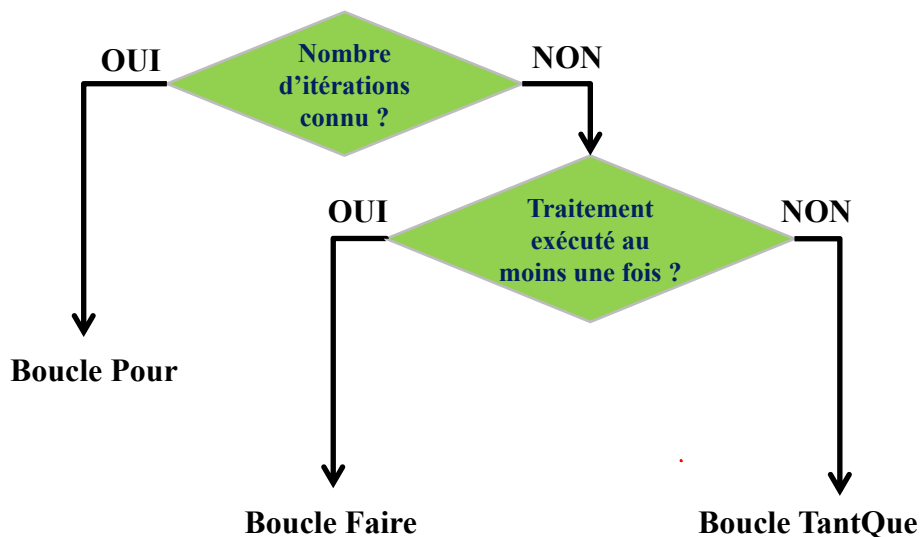 OUI
Nombre
d’itérations
connu ?
NON
OUI
Traitement
exécuté au
moins une fois ?
NON
Boucle Pour
Boucle Faire
Boucle TantQue